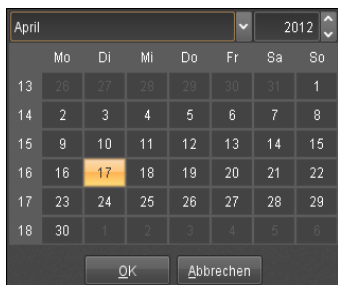 April 2012
Mo Di Mi Do Fr Sa So
13 26 27 28 29 30 31 1
14 2 3 4 5 6 7 8
15 9 10 11 12 13 14 15
16 16 17 18 19 20 21 22
17 23 24 25 26 27 28 29
18 30 1 2 3 4 5 6
OK Abbrechen